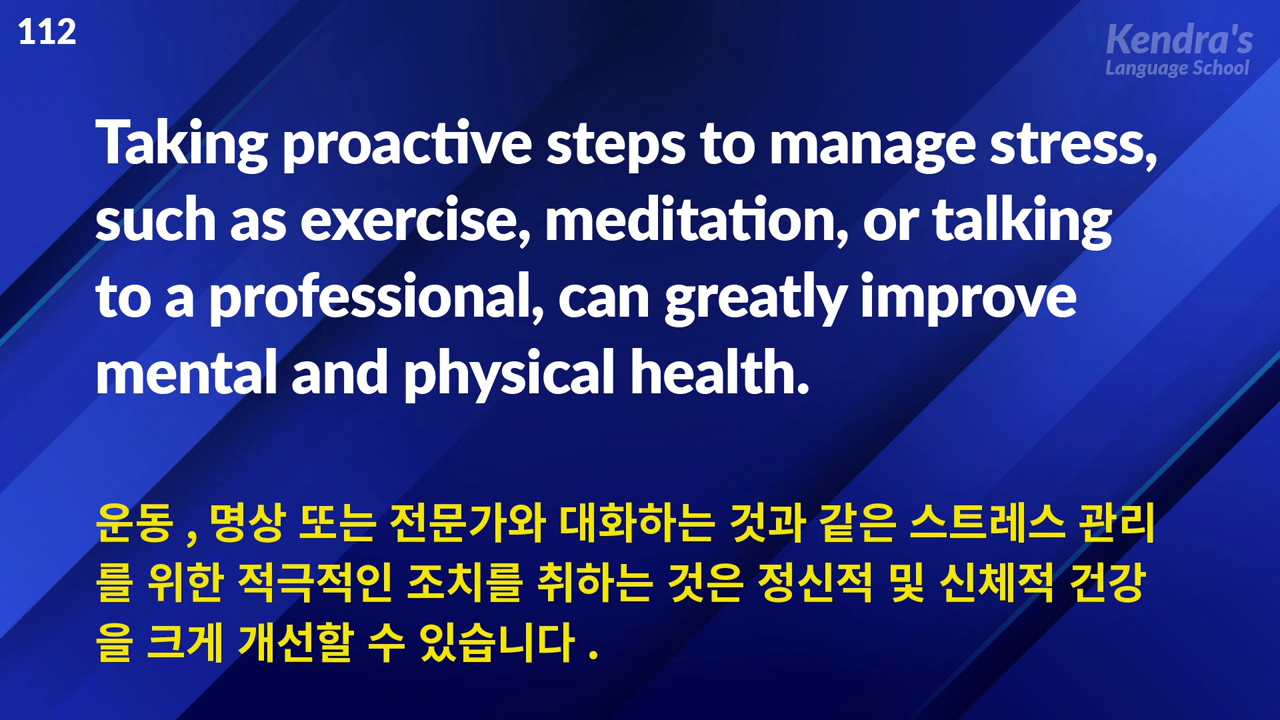 112
Kendra's
Language School
Taking proactive steps to manage stress,
such as exercise, meditation, or talking
to a professional, can greatly improve
mental and physical health.
운동 , 명상 또는 전문가와 대화하는 것과 같은 스트레스 관리
를 위한 적극적인 조치를 취하는 것은 정신적 및 신체적 건강
을 크게 개선할 수 있습니다 .